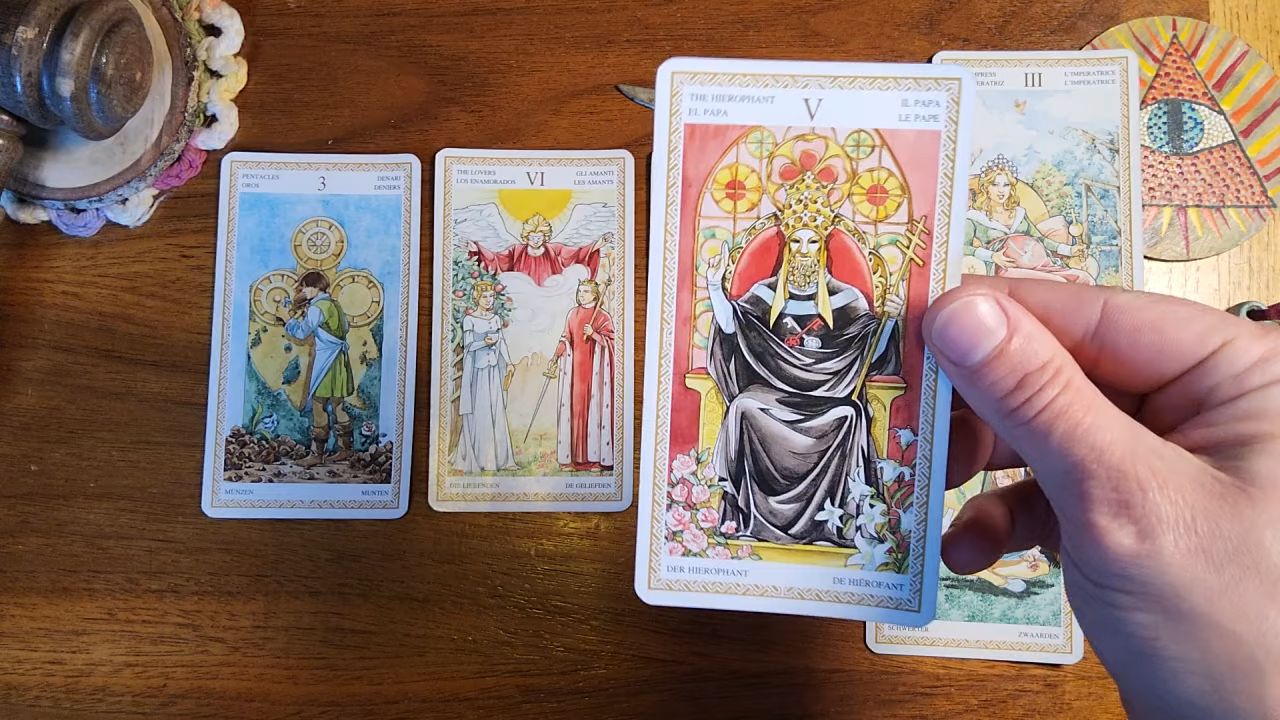 PENTACLES
OROS
3
DENARI
DENIERS
MÜNZEN
MUNTEN
THE LOVERS
LOS ENAMORADOS
VI
GLI AMANTI
LES AMANTS
DIE LIEBENDEN
DE GELIEFDEN
THE HIEROPHANT
EL PAPA
V
IL PAPA
LE PAPE
DER HIEROPHANT
DE HIËROFANT
III
L'IMPERATRICE
L'IMPÉRATRICE
SCHWERTER
ZWAARDEN